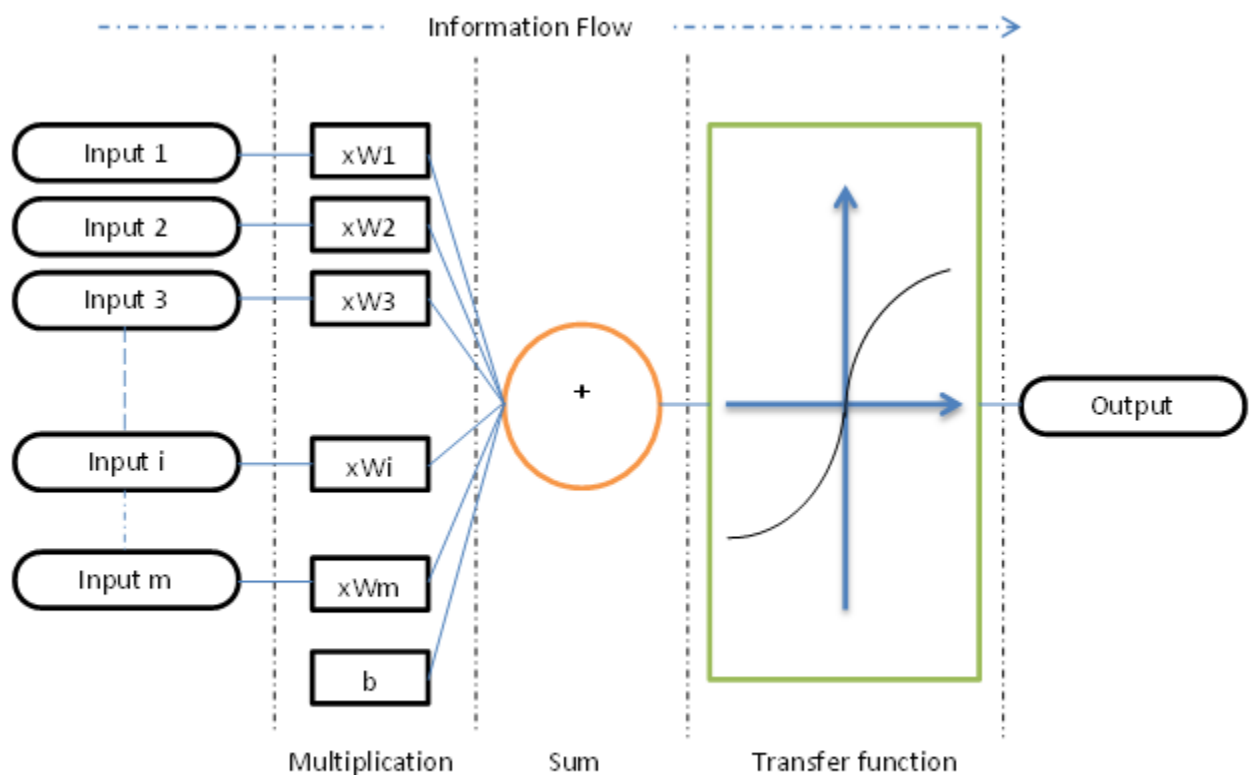 Information Flow
Input 1
xW1
Input 2
xW2
Input 3
xW3
+
Input i
xWi
Output
Input m
xWm
b
Multiplication
Sum
Transfer function